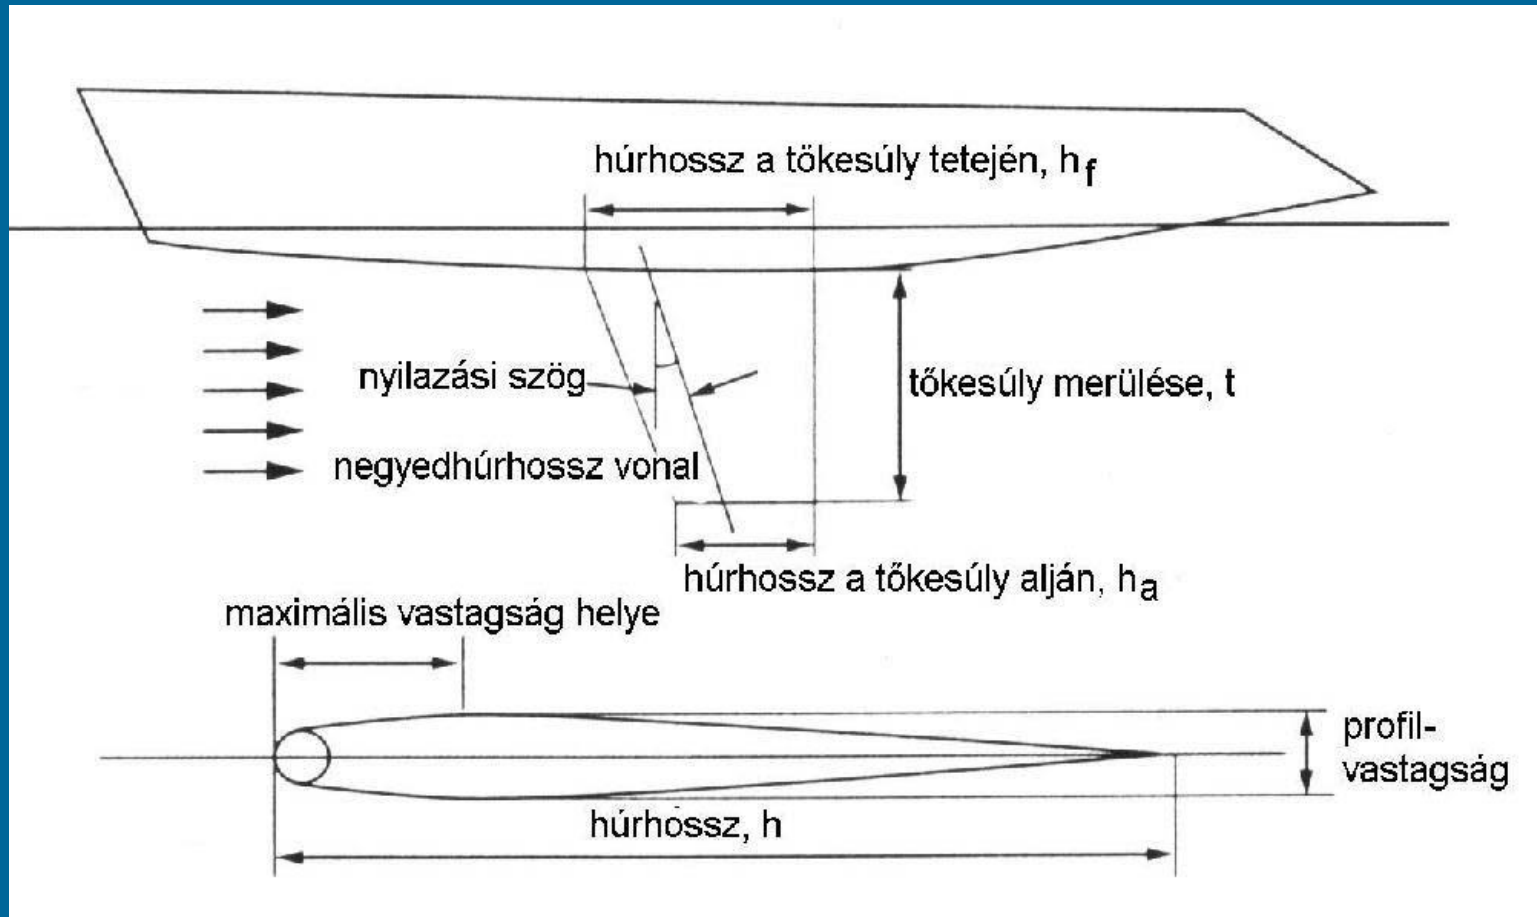 húrhossz a tőkesúly tetején, hf
nyilazási szög
tőkesúly merülése, t
negyedhúrhossz vonal
húrhossz a tőkesúly alján, ha
maximális vastagság helye
profil-
vastagság
húrhossz, h